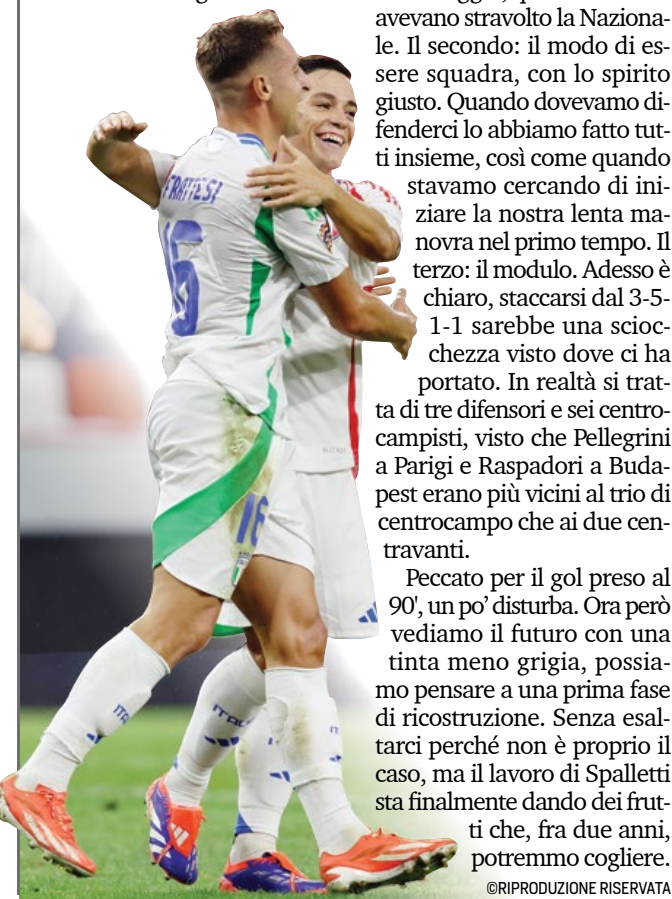 avevano stravolto la Naziona-
le. Il secondo: il modo di es-
sere squadra, con lo spirito
giusto. Quando dovevamo di-
fenderci lo abbiamo fatto tut-
ti insieme, così come quando
stavamo cercando di ini-
ziare la nostra lenta ma-
novra nel primo tempo. Il
terzo: il modulo. Adesso è
chiaro, staccarsi dal 3-5-
1-1 sarebbe una scioc-
chezza visto dove ci ha
portato. In realtà si trat-
ta di tre difensori e sei centro-
campisti, visto che Pellegrini
a Parigi e Raspadori a Buda-
pest erano più vicini al trio di
centrocampo che ai due cen-
travanti.
Peccato per il gol preso al
90', un po' disturba. Ora però
vediamo il futuro con una
tinta meno grigia, possia-
mo pensare a una prima fase
di ricostruzione. Senza esal-
tarci perché non è proprio il
caso, ma il lavoro di Spalletti
sta finalmente dando dei frut-
ti che, fra due anni,
potremmo cogliere.
©RIPRODUZIONE RISERVATA
FRATTESI
16
16